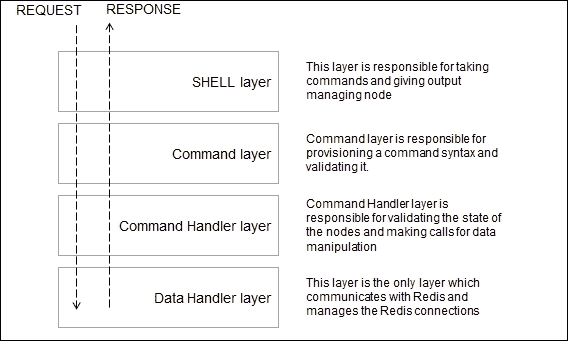 REQUEST RESPONSE
SHELL layer
This layer is responsible for taking
commands and giving output
managing node
Command layer
Command layer is responsible for
provisioning a command syntax and
validating it.
Command Handler layer
Command Handler layer is
responsible for validating the state of
the nodes and making calls for data
manipulation
Data Handler layer
This layer is the only layer which
communicates with Redis and
manages the Redis connections